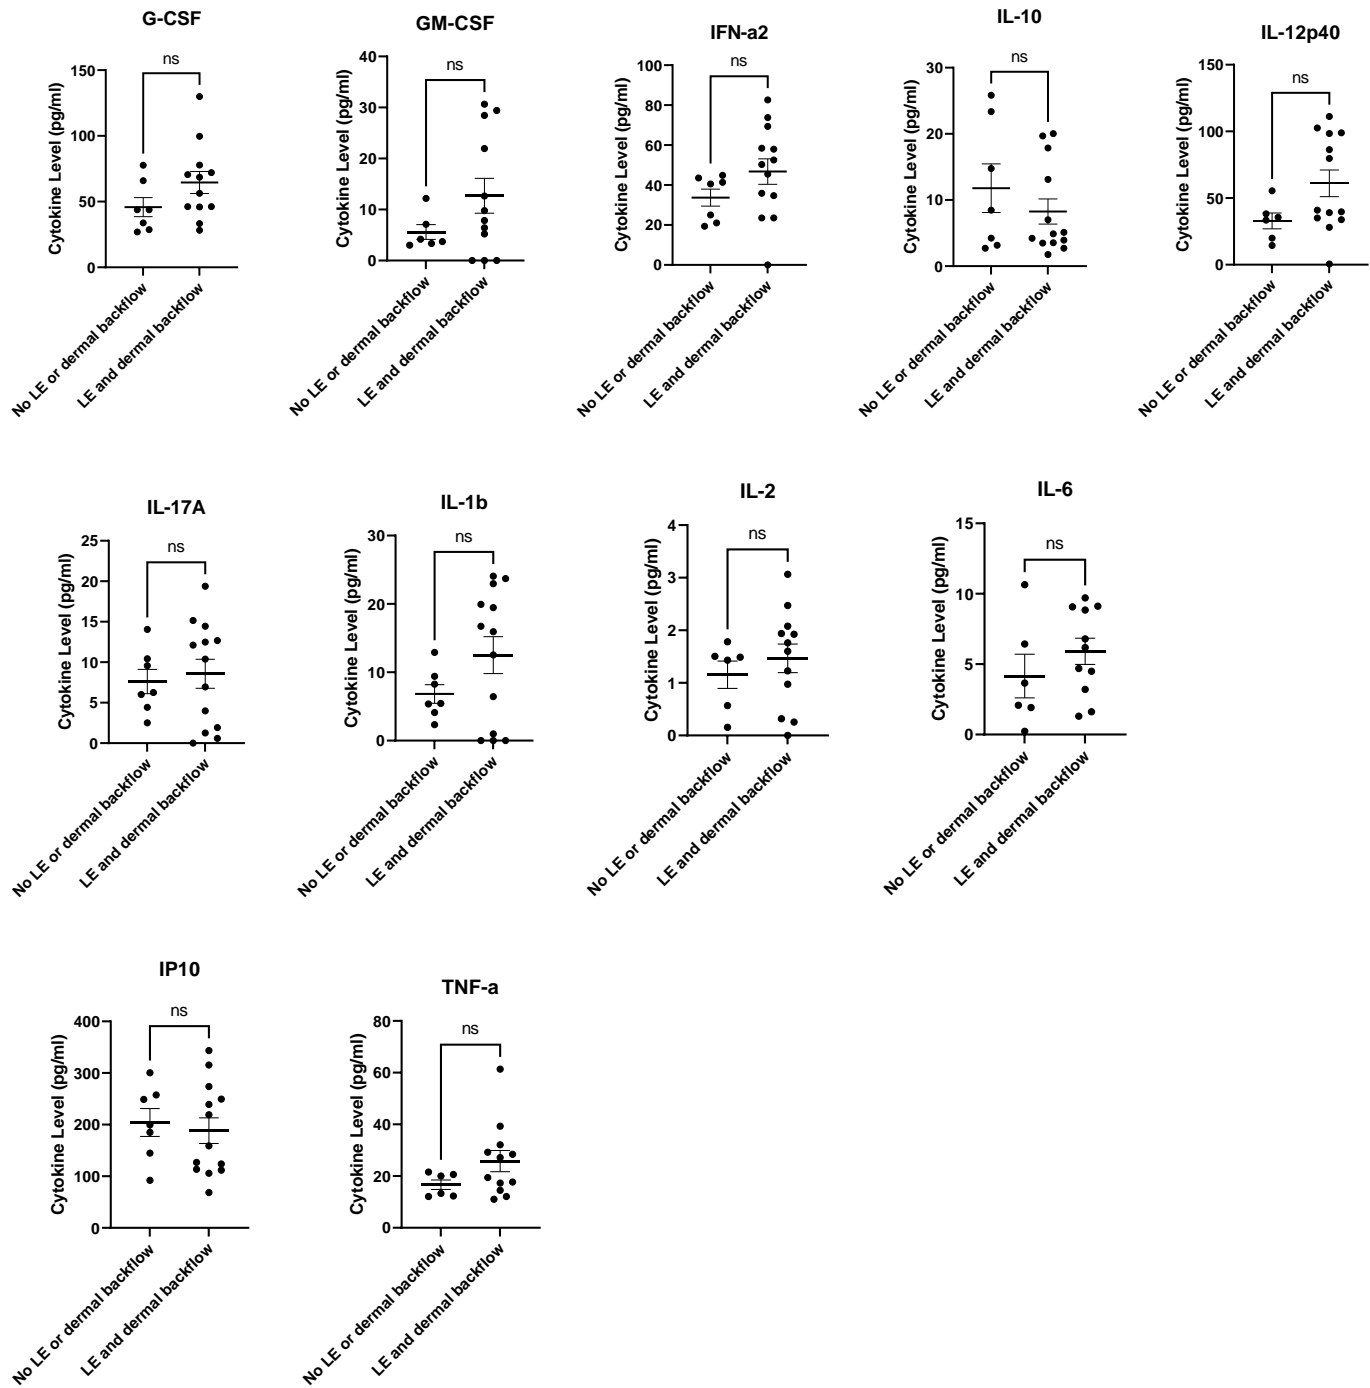 G-CSF
ns
Cytokine Level (pg/ml)
150
100
50
0
No LE or dermal backflow
LE and dermal backflow
GM-CSF
ns
Cytokine Level (pg/ml)
40
30
20
10
0
No LE or dermal backflow
LE and dermal backflow
IFN-a2
ns
Cytokine Level (pg/ml)
100
80
60
40
20
0
No LE or dermal backflow
LE and dermal backflow
IL-10
ns
Cytokine Level (pg/ml)
30
20
10
0
No LE or dermal backflow
LE and dermal backflow
IL-12p40
ns
Cytokine Level (pg/ml)
150
100
50
0
No LE or dermal backflow
LE and dermal backflow
IL-17A
ns
Cytokine Level (pg/ml)
25
20
15
10
5
0
No LE or dermal backflow
LE and dermal backflow
IL-1b
ns
Cytokine Level (pg/ml)
30
20
10
0
No LE or dermal backflow
LE and dermal backflow
IL-2
ns
Cytokine Level (pg/ml)
4
3
2
1
0
No LE or dermal backflow
LE and dermal backflow
IL-6
ns
Cytokine Level (pg/ml)
15
10
5
0
No LE or dermal backflow
LE and dermal backflow
IP10
ns
Cytokine Level (pg/ml)
400
300
200
100
0
No LE or dermal backflow
LE and dermal backflow
TNF-a
ns
Cytokine Level (pg/ml)
80
60
40
20
0
No LE or dermal backflow
LE and dermal backflow